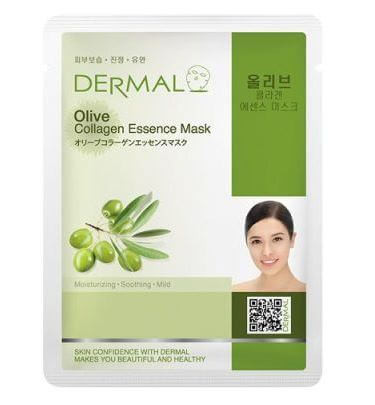 피부보습 · 진정 · 유연
DERMAL
Olive
Collagen Essence Mask
オリーブコラーゲンエッセンスマスク
올리브
콜라겐
에센스 마스크
Moisturizing · Soothing · Mild
DERMAL
SKIN CONFIDENCE WITH DERMAL
MAKES YOU BEAUTIFUL AND HEALTHY